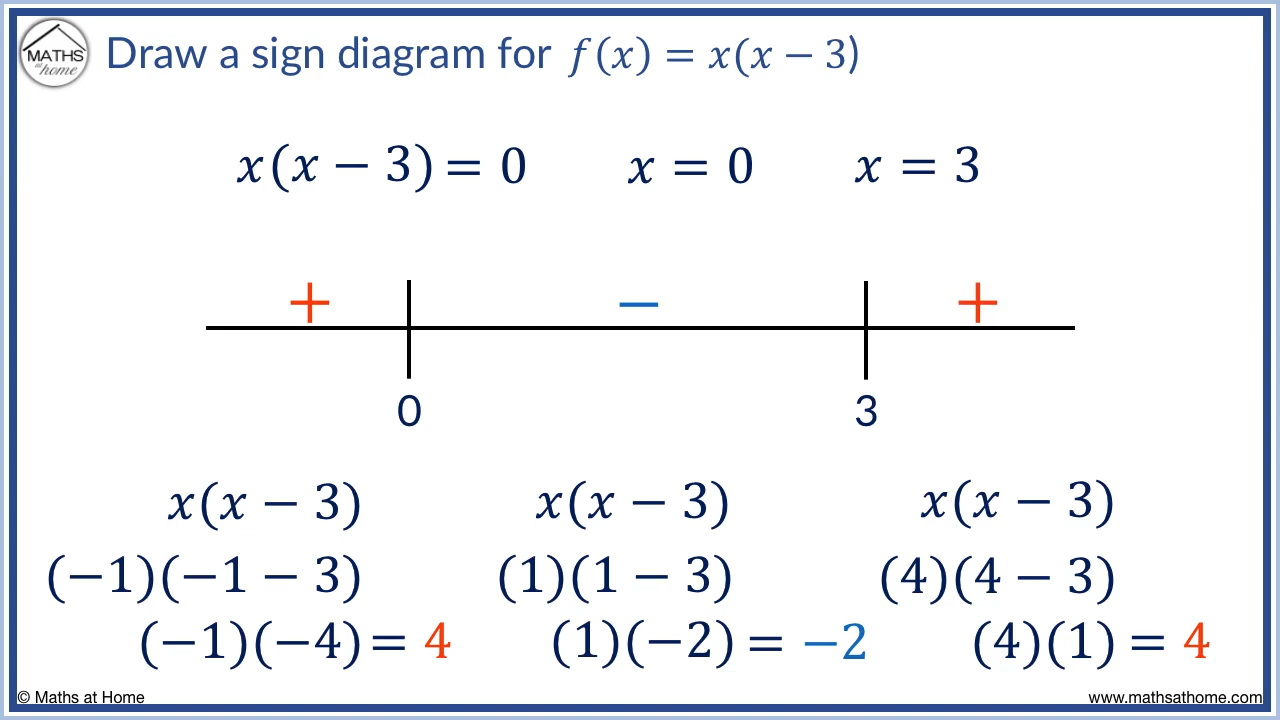 MATHS
at home
Draw a sign diagram for f(x) = x(x − 3)
x(x − 3) = 0 x = 0 x = 3
+ − +
0 3
x(x − 3) x(x − 3) x(x − 3)
(−1)(−1 − 3) (1)(1 − 3) (4)(4 − 3)
(−1)(−4) = 4 (1)(−2) = −2 (4)(1) = 4
© Maths at Home www.mathsathome.com